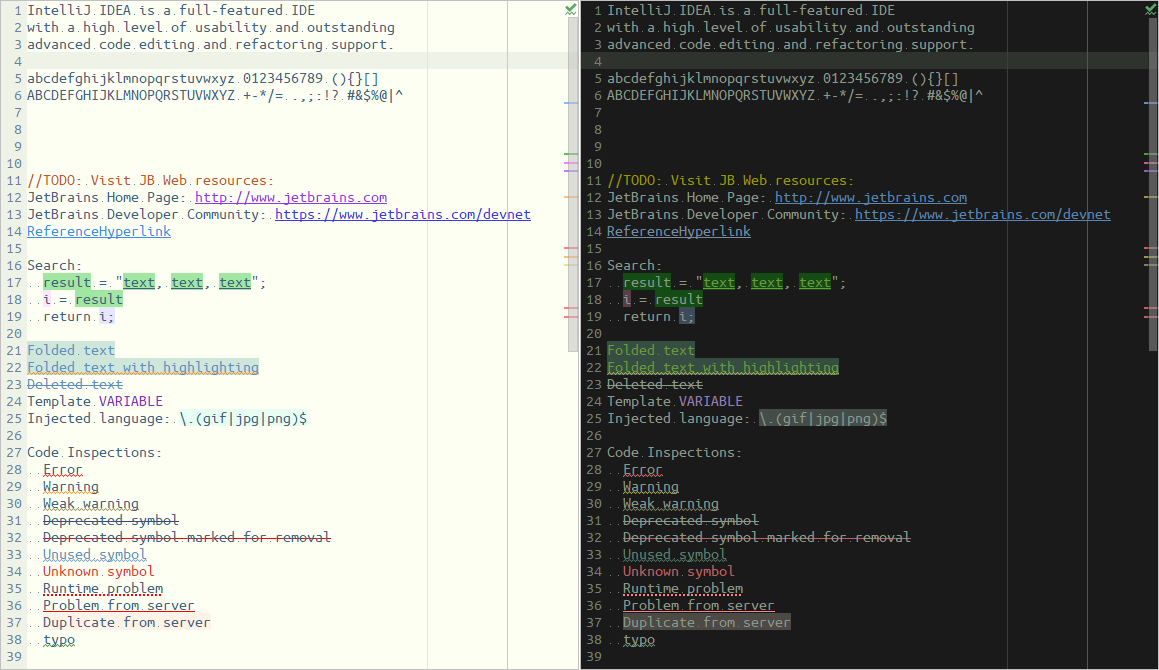 1 IntelliJ IDEA is a full-featured IDE
2 with a high level of usability and outstanding
3 advanced code editing and refactoring support.
4
5 abcdefghijklmnopqrstuvwxyz 0123456789 (){}[]
6 ABCDEFGHIJKLMNOPQRSTUVWXYZ +-*/= .,;:!? #&$%@|^
7
8
9
10
11 //TODO: Visit JB Web resources:
12 JetBrains Home Page: http://www.jetbrains.com
13 JetBrains Developer Community: https://www.jetbrains.com/devnet
14 ReferenceHyperlink
15
16 Search:
17   result = "text, text, text";
18   i = result
19   return i;
20
21 Folded text
22 Folded text with highlighting
23 Deleted text
24 Template VARIABLE
25 Injected language: \.(gif|jpg|png)$
26
27 Code Inspections:
28   Error
29   Warning
30   Weak warning
31   Deprecated symbol
32   Deprecated symbol marked for removal
33   Unused symbol
34   Unknown symbol
35   Runtime problem
36   Problem from server
37   Duplicate from server
38   typo
39
1 IntelliJ IDEA is a full-featured IDE
2 with a high level of usability and outstanding
3 advanced code editing and refactoring support.
4
5 abcdefghijklmnopqrstuvwxyz 0123456789 (){}[]
6 ABCDEFGHIJKLMNOPQRSTUVWXYZ +-*/= .,;:!? #&$%@|^
7
8
9
10
11 //TODO: Visit JB Web resources:
12 JetBrains Home Page: http://www.jetbrains.com
13 JetBrains Developer Community: https://www.jetbrains.com/devnet
14 ReferenceHyperlink
15
16 Search:
17   result = "text, text, text";
18   i = result
19   return i;
20
21 Folded text
22 Folded text with highlighting
23 Deleted text
24 Template VARIABLE
25 Injected language: \.(gif|jpg|png)$
26
27 Code Inspections:
28   Error
29   Warning
30   Weak warning
31   Deprecated symbol
32   Deprecated symbol marked for removal
33   Unused symbol
34   Unknown symbol
35   Runtime problem
36   Problem from server
37   Duplicate from server
38   typo
39